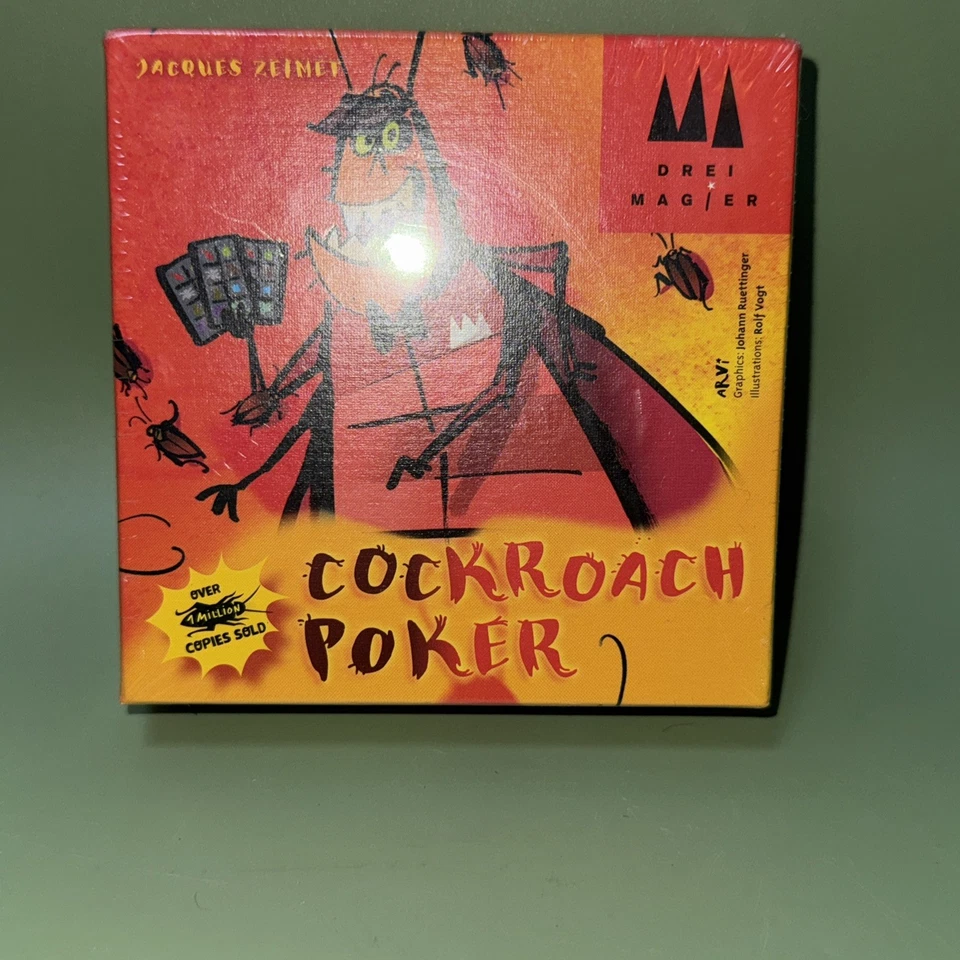 JACQUES ZEIMET
DREI
MAGIER
ARVi
Graphics: Johann Ruettinger
Illustrations: Rolf Vogt
OVER
1 MILLION
COPIES SOLD
COCKROACH
POKER